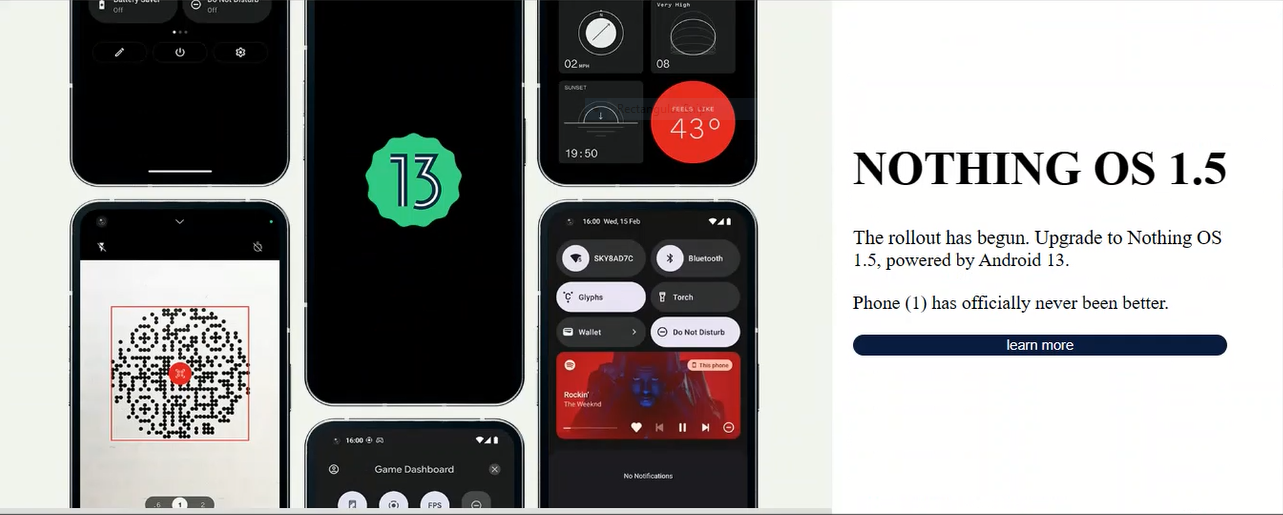 Battery Saver
Off
Do Not Disturb
Off
13
Very High
02 MPH
08
SUNSET
19:50
FEELS LIKE
43°
.6 1 2
16:00
Game Dashboard
FPS
16:00 Wed, 15 Feb
SKY8AD7C
Bluetooth
Glyphs
Torch
Wallet
Do Not Disturb
This phone
Rockin'
The Weeknd
No Notifications
NOTHING OS 1.5
The rollout has begun. Upgrade to Nothing OS
1.5, powered by Android 13.
Phone (1) has officially never been better.
learn more